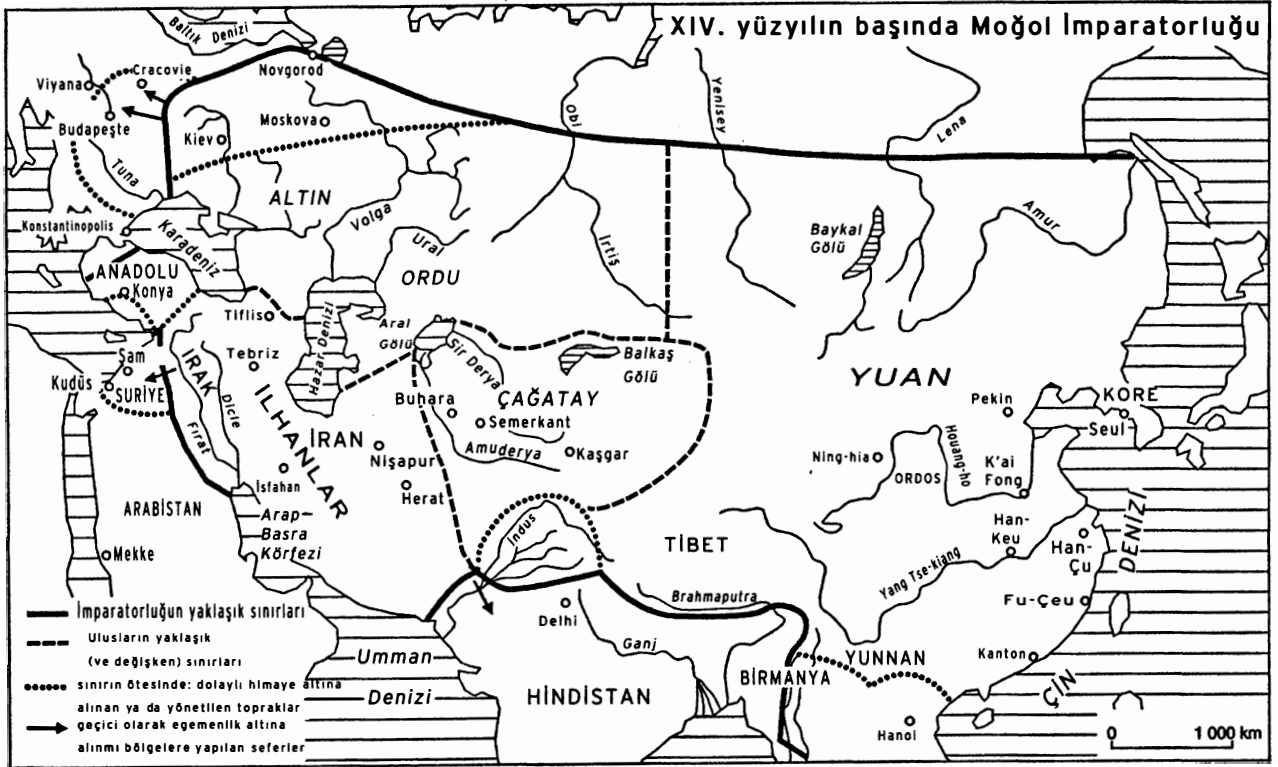 XIV. yüzyılın başında Moğol İmparatorluğu
Baltık Denizi
Novgorod
Cracovie
Viyana
Budapeşte
Kiev
Moskova
Obi
Yenisey
Lena
Tuna
ALTIN
Volga
Ural
ORDU
İrtiş
Baykal
Gölü
Amur
Konstantinopolis
Karadeniz
ANADOLU
Konya
Tiflis
Hazar Denizi
Aral
Gölü
Sir Derya
Balkaş
Gölü
Şam
Tebriz
IRAK
Kudüs
SURİYE
Dicle
Fırat
İLHANLAR
Buhara
ÇAĞATAY
Semerkant
Amuderya
Kaşgar
YUAN
Pekin
KORE
Seul
İRAN
Nişapur
Herat
İsfahan
Ning-hia
ORDOS
Houang-ho
K'ai
Fong
ARABİSTAN
Arap-
Basra
Körfezi
Mekke
İndus
TİBET
Han-
Keu
Han-
Çu
Yang Tse-kiang
Fu-Çeu
Brahmaputra
Delhi
Ganj
Kanton
YUNNAN
BİRMANYA
Umman
Denizi
HİNDİSTAN
Hanoi
ÇİN DENİZİ
İmparatorluğun yaklaşık sınırları
Ulusların yaklaşık
(ve değişken) sınırları
sınırın ötesinde: dolaylı himaye altına
alınan ya da yönetilen topraklar
geçici olarak egemenlik altına
alınmı bölgelere yapılan seferler
0 1 000 km